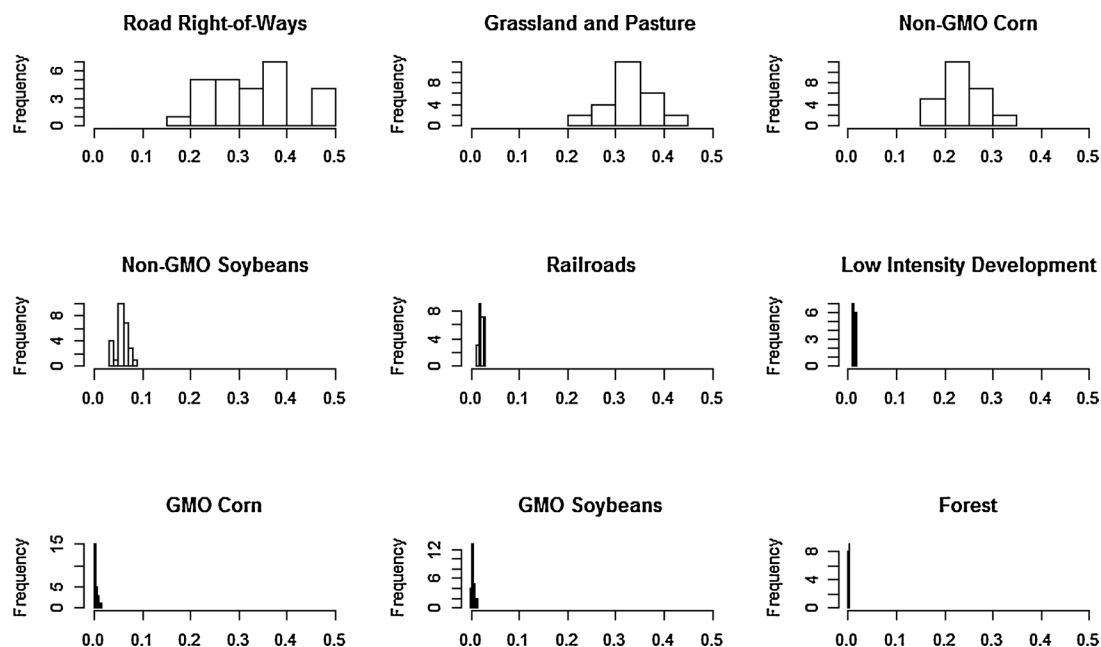 Road Right-of-Ways
Grassland and Pasture
Non-GMO Corn
Frequency
0 3 6
0.0 0.1 0.2 0.3 0.4 0.5
Frequency
0 4 8
0.0 0.1 0.2 0.3 0.4 0.5
Frequency
0 4 8
0.0 0.1 0.2 0.3 0.4 0.5
Non-GMO Soybeans
Railroads
Low Intensity Development
Frequency
0 4 8
0.0 0.1 0.2 0.3 0.4 0.5
Frequency
0 4 8
0.0 0.1 0.2 0.3 0.4 0.5
Frequency
0 3 6
0.0 0.1 0.2 0.3 0.4 0.5
GMO Corn
GMO Soybeans
Forest
Frequency
0 5 15
0.0 0.1 0.2 0.3 0.4 0.5
Frequency
0 6 12
0.0 0.1 0.2 0.3 0.4 0.5
Frequency
0 4 8
0.0 0.1 0.2 0.3 0.4 0.5